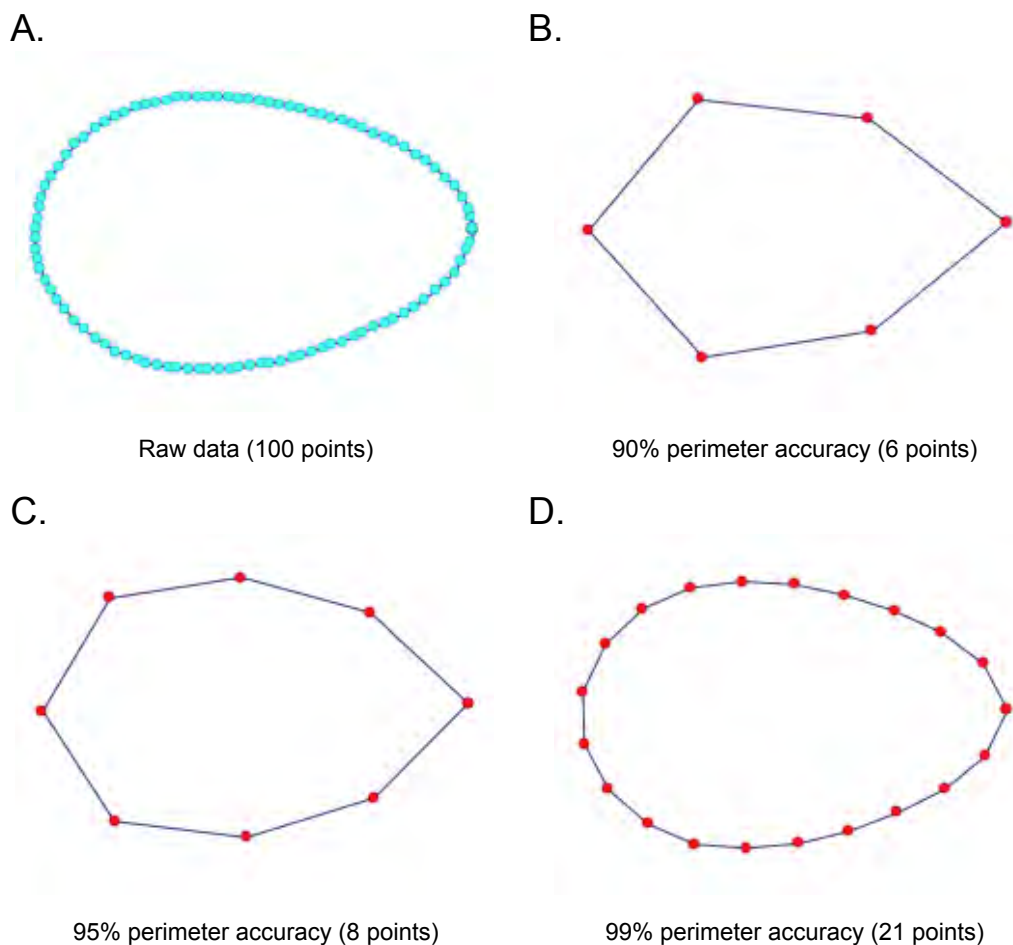 A.
B.
Raw data (100 points)
90% perimeter accuracy (6 points)
C.
D.
95% perimeter accuracy (8 points)
99% perimeter accuracy (21 points)